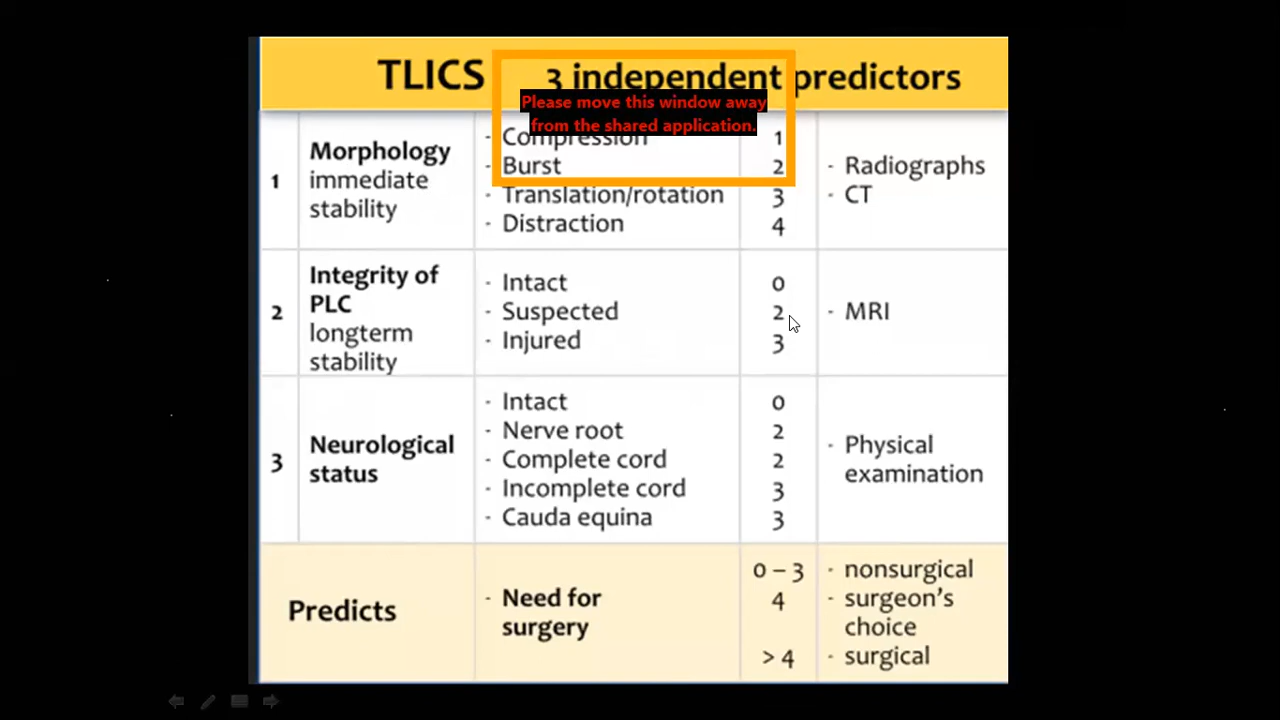 TLICS 3 independent predictors
Please move this window away
from the shared application.
1
Morphology
immediate
stability
- Compression 1
- Burst 2
- Translation/rotation 3
- Distraction 4
- Radiographs
- CT
2
Integrity of
PLC
longterm
stability
- Intact 0
- Suspected 2
- Injured 3
- MRI
3
Neurological
status
- Intact 0
- Nerve root 2
- Complete cord 2
- Incomplete cord 3
- Cauda equina 3
- Physical
examination
Predicts
- Need for
surgery
0 – 3 - nonsurgical
4 - surgeon's
choice
> 4 - surgical